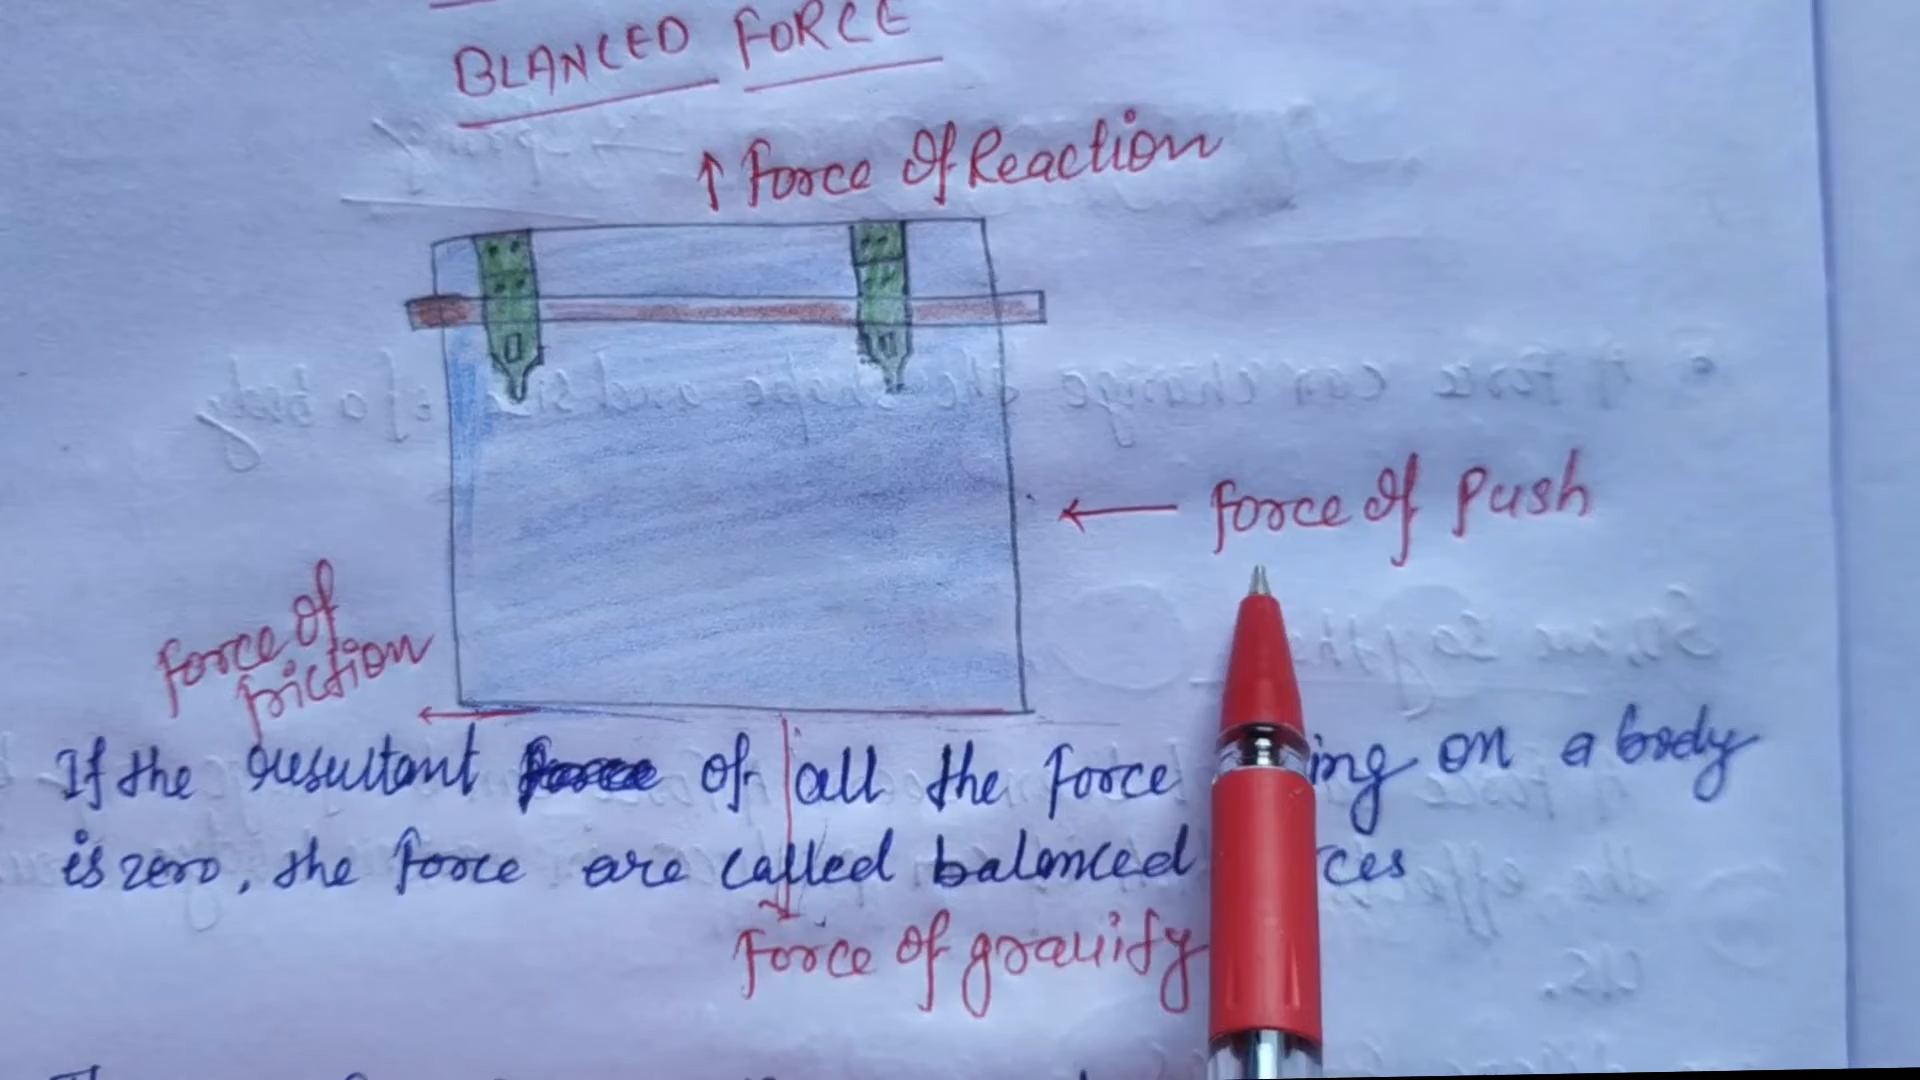 BLANCED FORCE
↑ Force Of Reaction
← Force Of Push
Force Of
friction
If the resultant of all the force ing on a body
is zero, the force are called balanced ces
Force of gravity